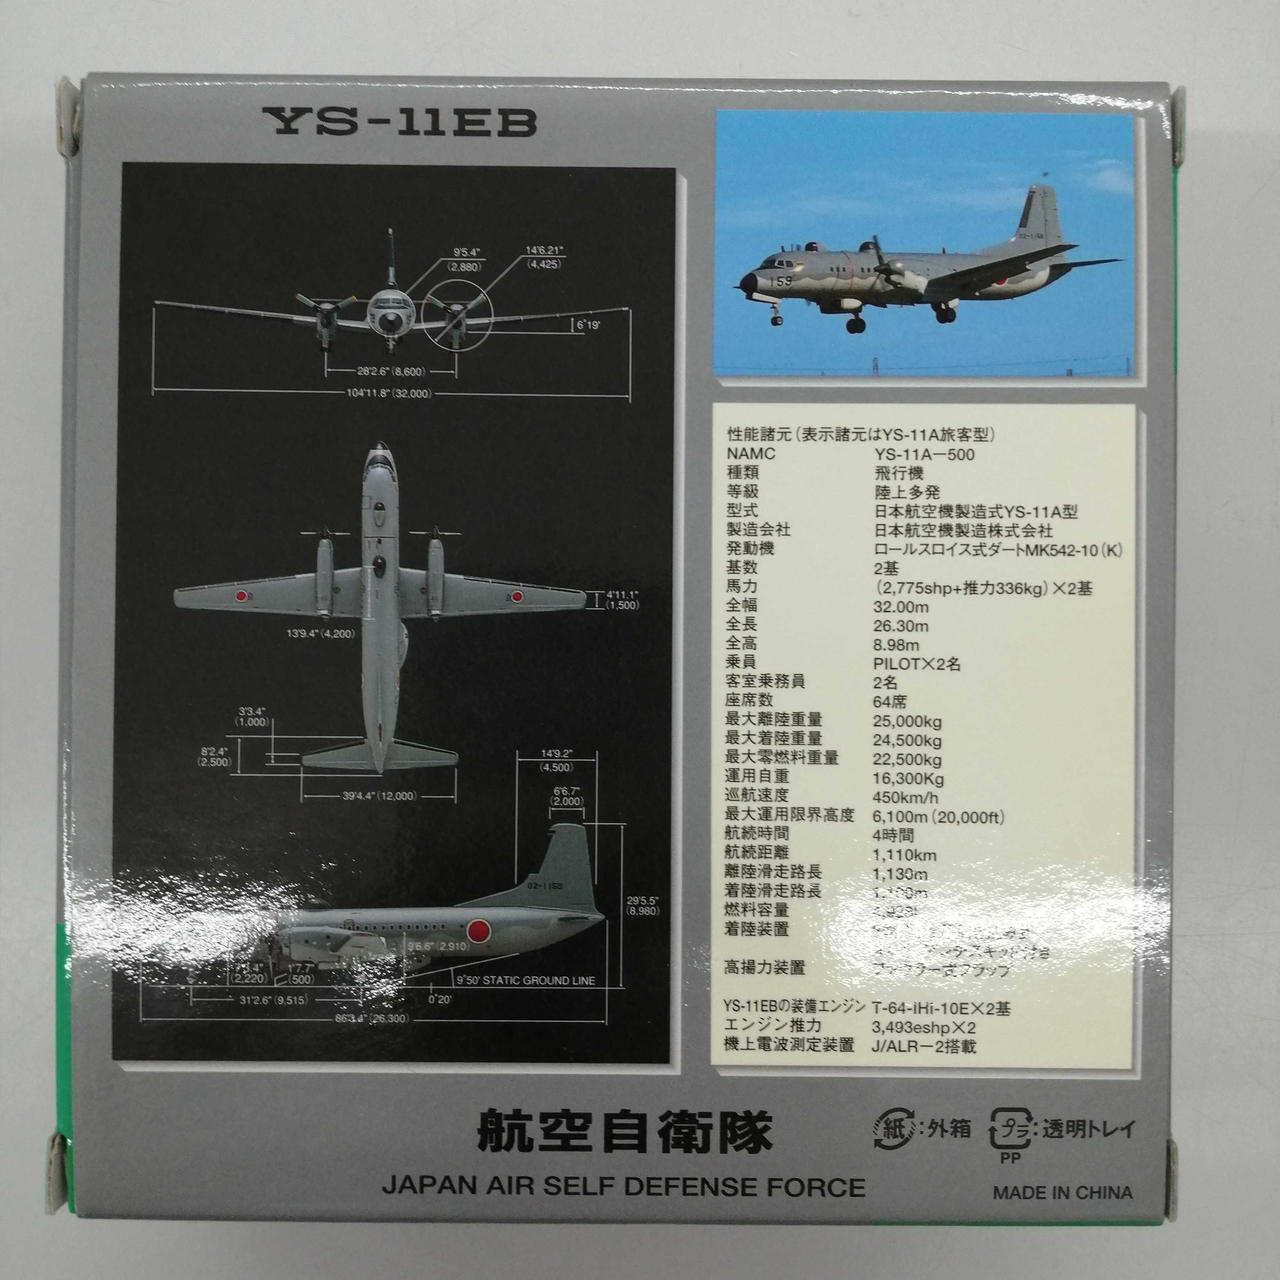 YS-11EB
9'5.4"
(2,880)
14'6.21"
(4,425)
6°19'
28'2.6" (8,600)
104'11.8" (32,000)
4'11.1"
(1,500)
13'9.4" (4,200)
3'3.4"
(1.000)
8'2.4"
(2,500)
39'4.4" (12,000)
14'9.2"
(4,500)
6'6.7"
(2,000)
29'5.5"
(8.980)
9'6.6" (2,910)
(2,220)
1'7.7"
(500)
9°50' STATIC GROUND LINE
31'2.6" (9,515)
0°20'
86'3.4" (26,300)
02-1159
159
性能諸元(表示諸元はYS-11A旅客型)
NAMC YS-11A-500
種類 飛行機
等級 陸上多発
型式 日本航空機製造式YS-11A型
製造会社 日本航空機製造株式会社
発動機 ロールスロイス式ダートMK542-10(K)
基数 2基
馬力 (2,775shp+推力336kg)×2基
全幅 32.00m
全長 26.30m
全高 8.98m
乗員 PILOT×2名
客室乗務員 2名
座席数 64席
最大離陸重量 25,000kg
最大着陸重量 24,500kg
最大零燃料重量 22,500kg
運用自重 16,300Kg
巡航速度 450km/h
最大運用限界高度 6,100m(20,000ft)
航続時間 4時間
航続距離 1,110km
離陸滑走路長 1,130m
着陸滑走路長
燃料容量
着陸装置
高揚力装置
YS-11EBの装備エンジン T-64-IHi-10E×2基
エンジン推力 3,493eshp×2
機上電波測定装置 J/ALR-2搭載
航空自衛隊
JAPAN AIR SELF DEFENSE FORCE
紙:外箱
プラ:透明トレイ
PP
MADE IN CHINA